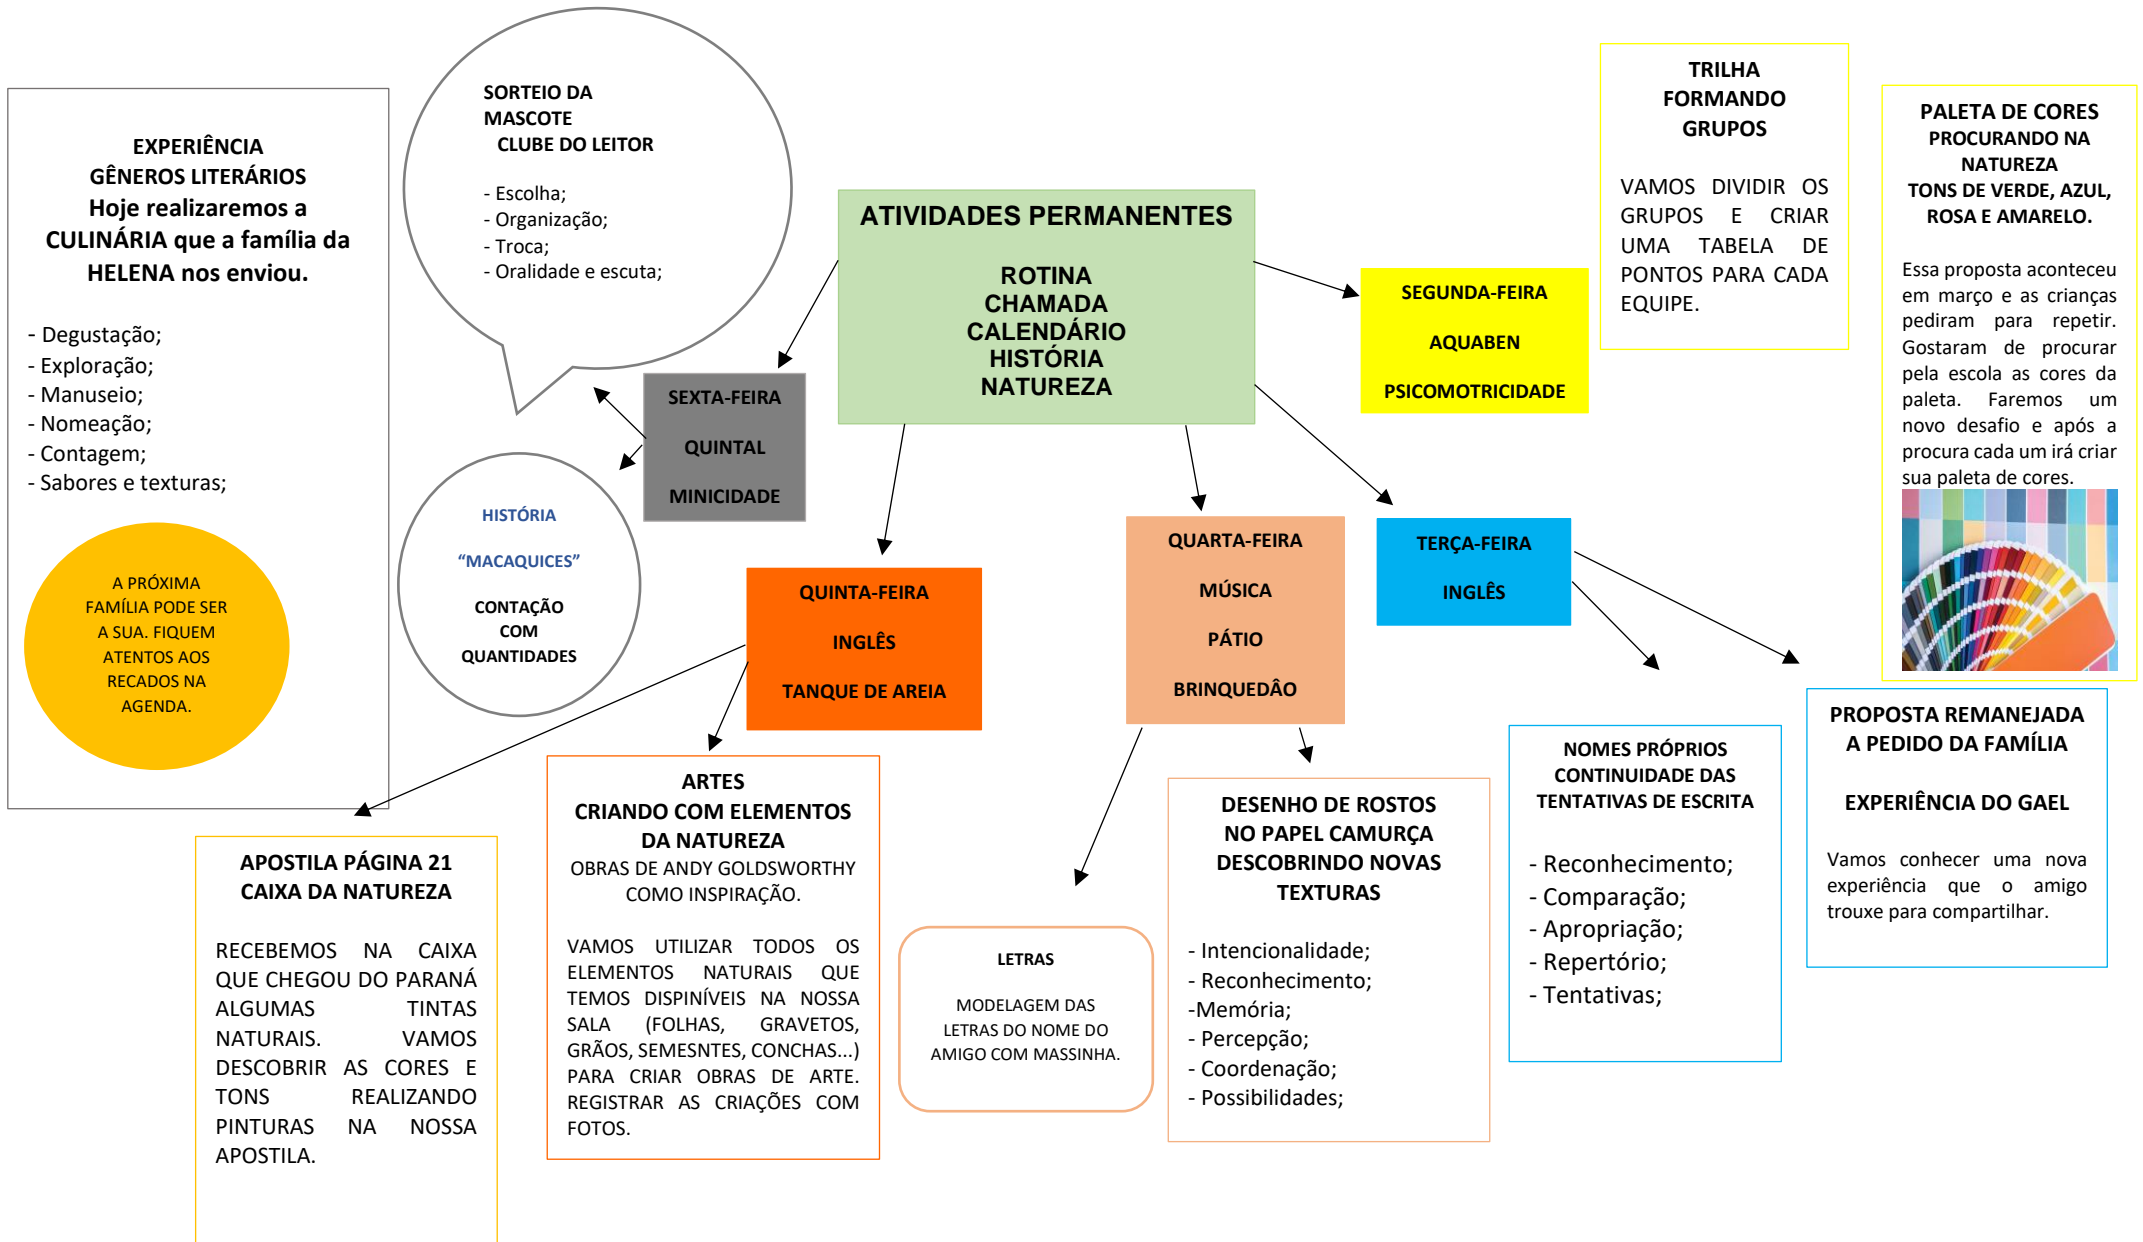 EXPERIÊNCIA
GÊNEROS LITERÁRIOS
Hoje realizaremos a
CULINÁRIA que a família da
HELENA nos enviou.
- Degustação;
- Exploração;
- Manuseio;
- Nomeação;
- Contagem;
- Sabores e texturas;
A PRÓXIMA
FAMÍLIA PODE SER
A SUA. FIQUEM
ATENTOS AOS
RECADOS NA
AGENDA.
SORTEIO DA
MASCOTE
CLUBE DO LEITOR
- Escolha;
- Organização;
- Troca;
- Oralidade e escuta;
ATIVIDADES PERMANENTES
ROTINA
CHAMADA
CALENDÁRIO
HISTÓRIA
NATUREZA
SEGUNDA-FEIRA
AQUABEN
PSICOMOTRICIDADE
TRILHA
FORMANDO
GRUPOS
VAMOS DIVIDIR OS
GRUPOS E CRIAR
UMA TABELA DE
PONTOS PARA CADA
EQUIPE.
PALETA DE CORES
PROCURANDO NA
NATUREZA
TONS DE VERDE, AZUL,
ROSA E AMARELO.
Essa proposta aconteceu
em março e as crianças
pediram para repetir.
Gostaram de procurar
pela escola as cores da
paleta. Faremos um
novo desafio e após a
procura cada um irá criar
sua paleta de cores.
SEXTA-FEIRA
QUINTAL
MINICIDADE
HISTÓRIA
“MACAQUICES”
CONTAÇÃO
COM
QUANTIDADES
QUINTA-FEIRA
INGLÊS
TANQUE DE AREIA
QUARTA-FEIRA
MÚSICA
PÁTIO
BRINQUEDÂO
TERÇA-FEIRA
INGLÊS
APOSTILA PÁGINA 21
CAIXA DA NATUREZA
RECEBEMOS NA CAIXA
QUE CHEGOU DO PARANÁ
ALGUMAS TINTAS
NATURAIS. VAMOS
DESCOBRIR AS CORES E
TONS REALIZANDO
PINTURAS NA NOSSA
APOSTILA.
ARTES
CRIANDO COM ELEMENTOS
DA NATUREZA
OBRAS DE ANDY GOLDSWORTHY
COMO INSPIRAÇÃO.
VAMOS UTILIZAR TODOS OS
ELEMENTOS NATURAIS QUE
TEMOS DISPINÍVEIS NA NOSSA
SALA (FOLHAS, GRAVETOS,
GRÃOS, SEMESNTES, CONCHAS...)
PARA CRIAR OBRAS DE ARTE.
REGISTRAR AS CRIAÇÕES COM
FOTOS.
LETRAS
MODELAGEM DAS
LETRAS DO NOME DO
AMIGO COM MASSINHA.
DESENHO DE ROSTOS
NO PAPEL CAMURÇA
DESCOBRINDO NOVAS
TEXTURAS
- Intencionalidade;
- Reconhecimento;
-Memória;
- Percepção;
- Coordenação;
- Possibilidades;
NOMES PRÓPRIOS
CONTINUIDADE DAS
TENTATIVAS DE ESCRITA
- Reconhecimento;
- Comparação;
- Apropriação;
- Repertório;
- Tentativas;
PROPOSTA REMANEJADA
A PEDIDO DA FAMÍLIA
EXPERIÊNCIA DO GAEL
Vamos conhecer uma nova
experiência que o amigo
trouxe para compartilhar.